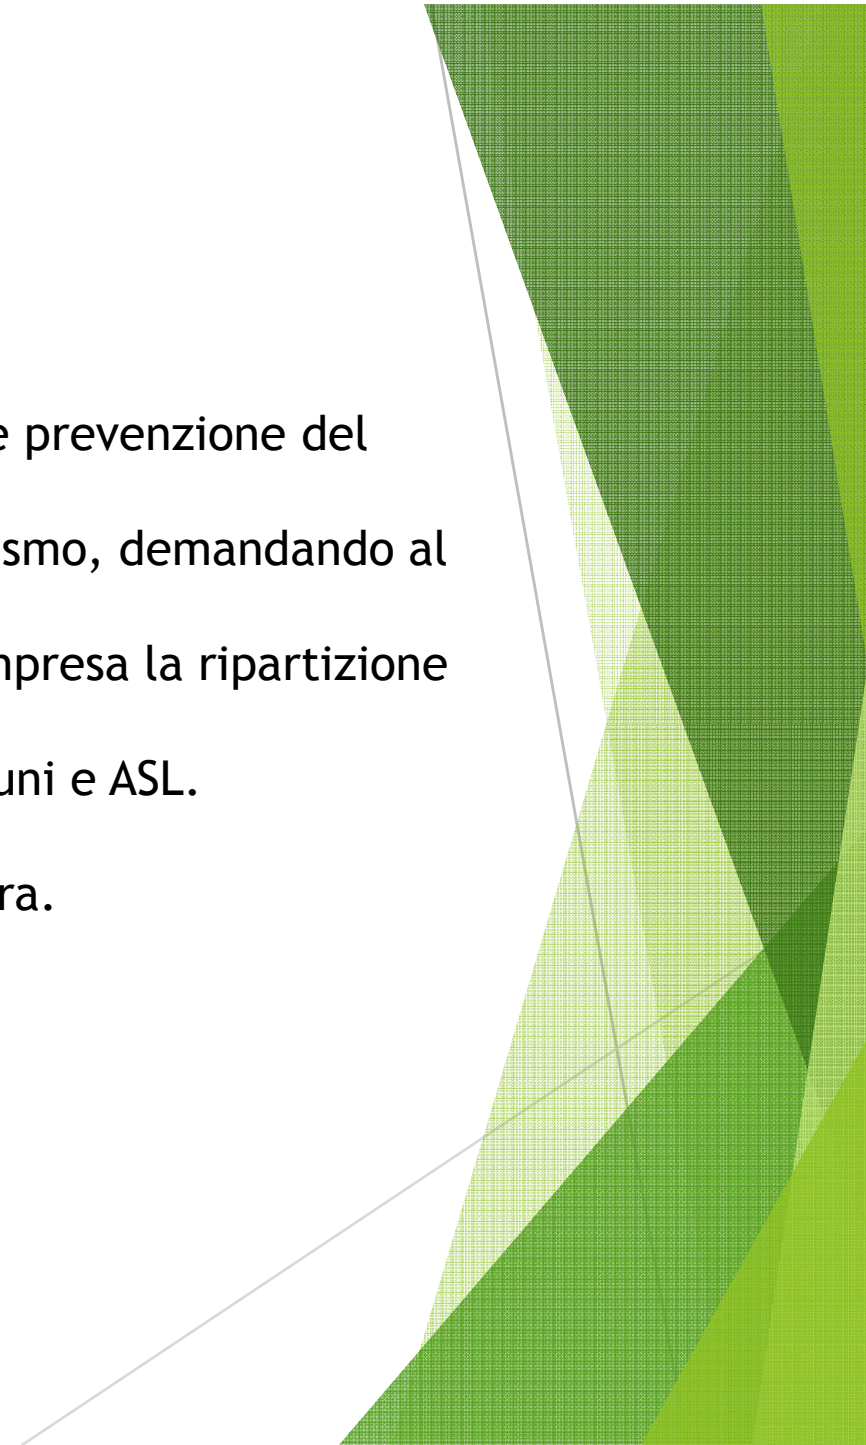 e prevenzione del
ismo, demandando al
mpresa la ripartizione
uni e ASL.
ra.